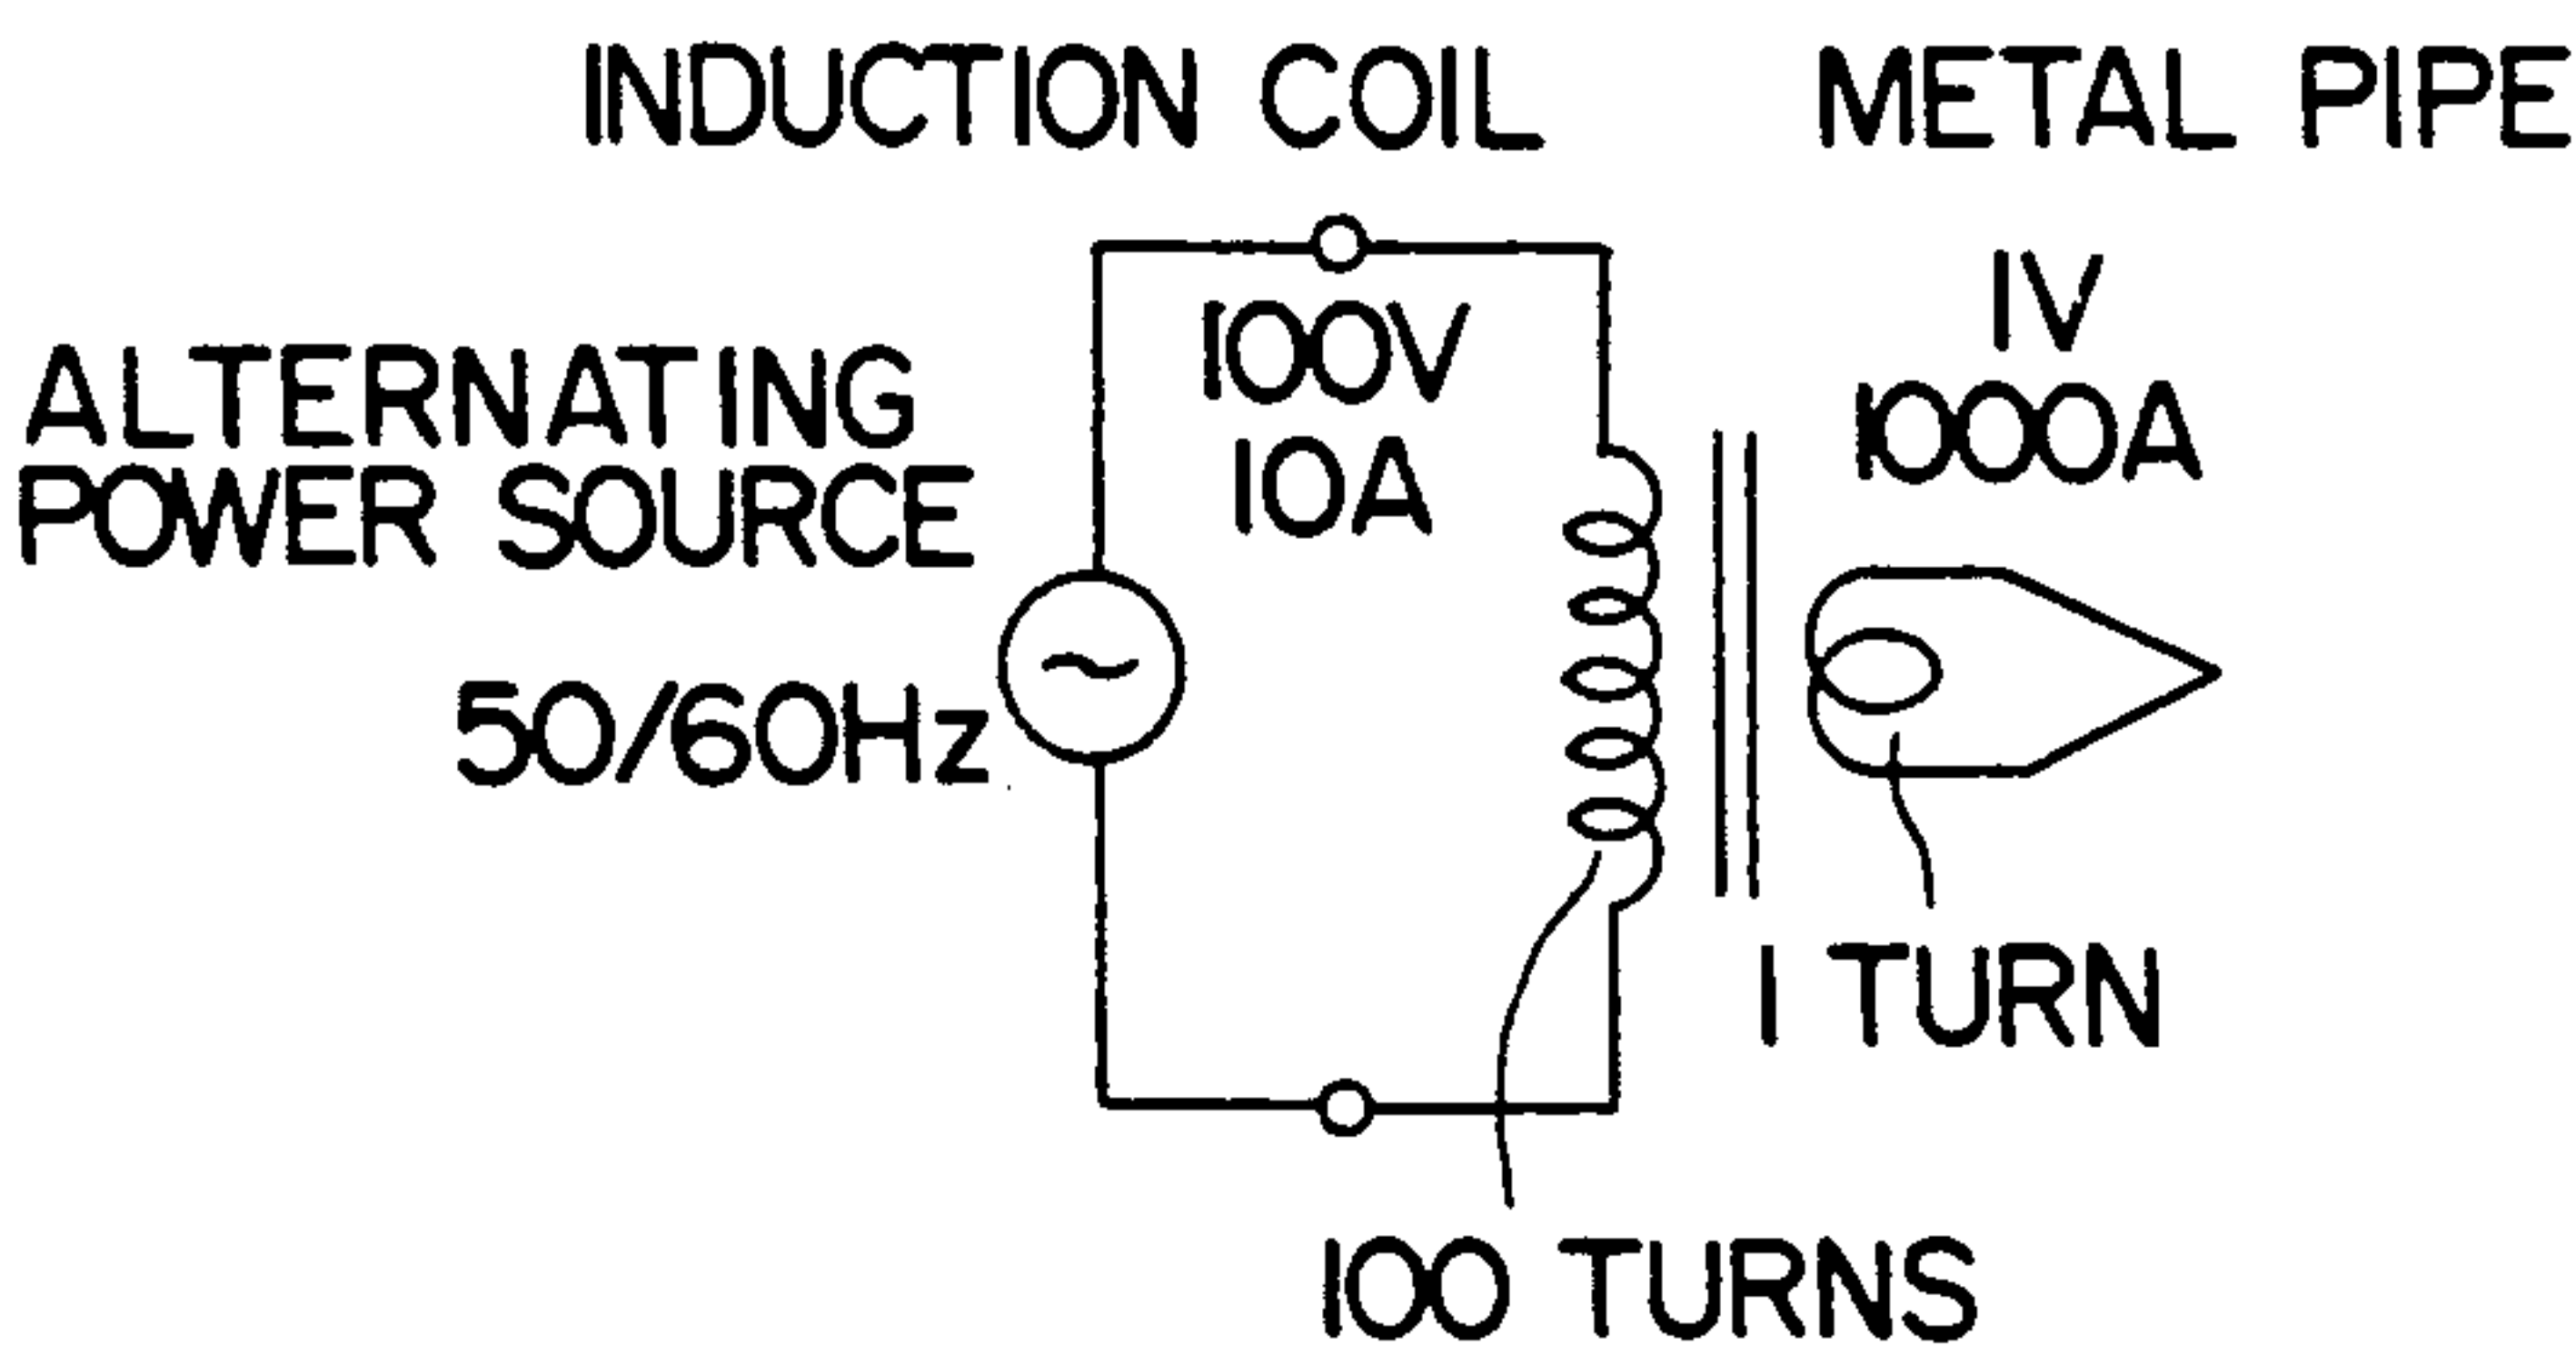 INDUCTION COIL
METAL PIPE
ALTERNATING
POWER SOURCE
50/60Hz
100V
10A
1V
1000A
1 TURN
100 TURNS